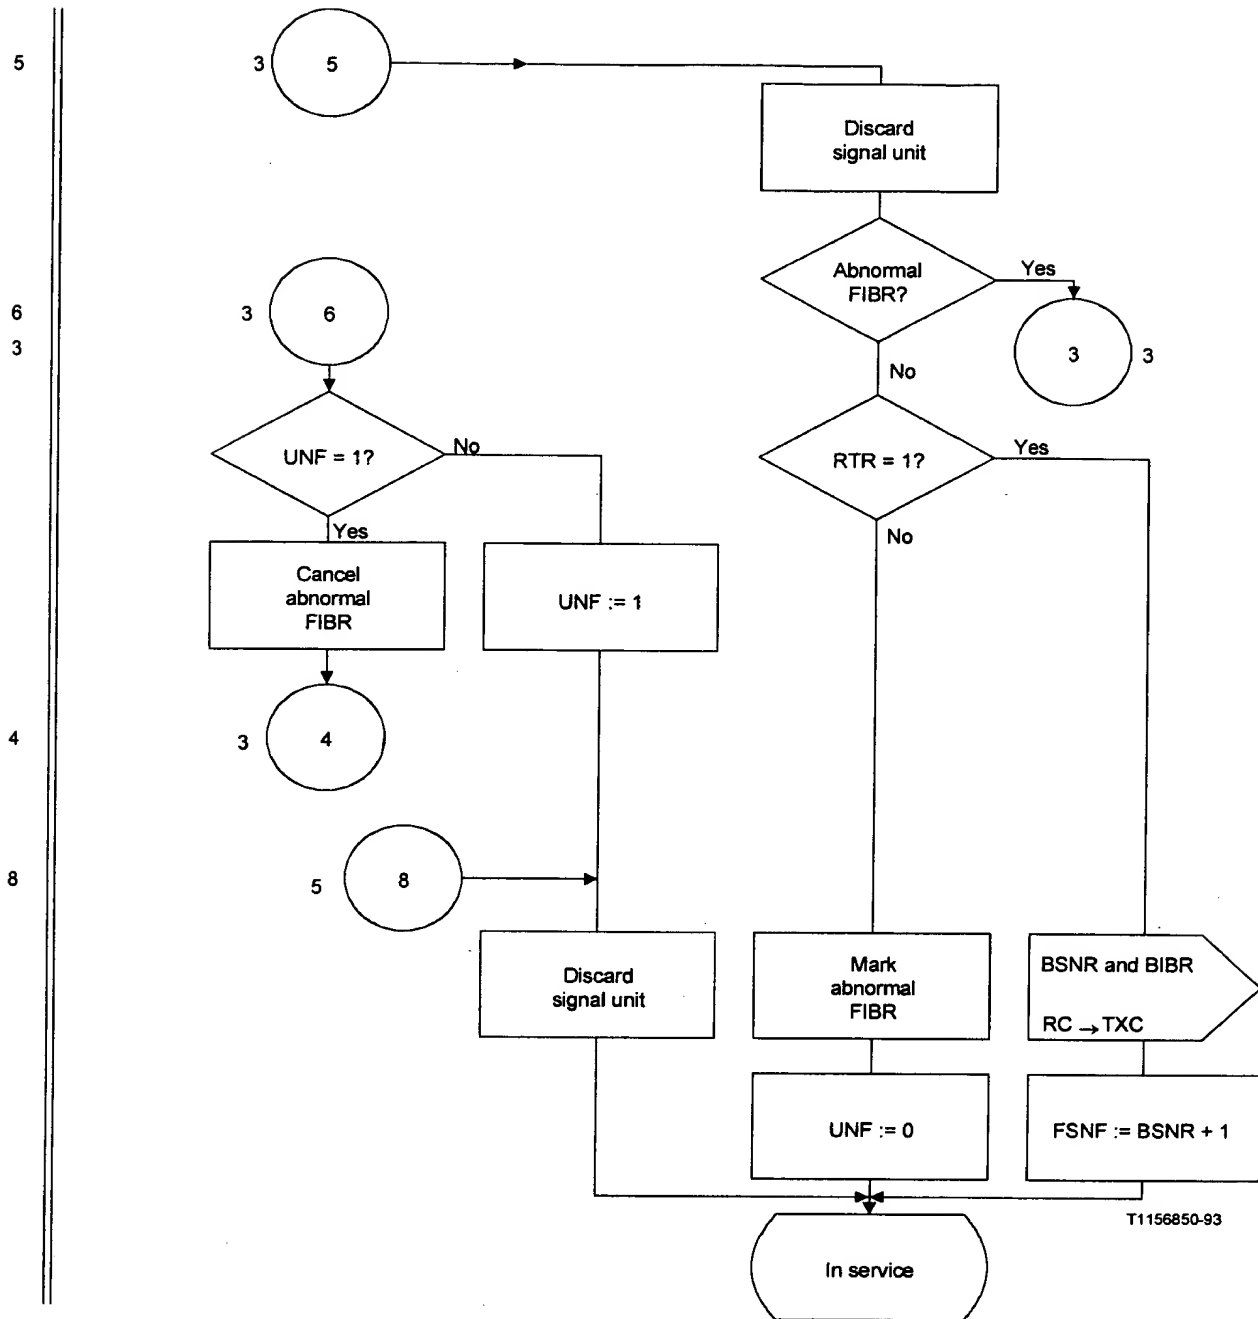 5
3
5
Discard
signal unit
Abnormal
FIBR?
Yes
6
3
6
3
3
3
No
UNF = 1?
No
RTR = 1?
Yes
Yes
No
Cancel
abnormal
FIBR
UNF := 1
4
3
4
8
5
8
Discard
signal unit
Mark
abnormal
FIBR
BSNR and BIBR
RC → TXC
UNF := 0
FSNF := BSNR + 1
T1156850-93
In service